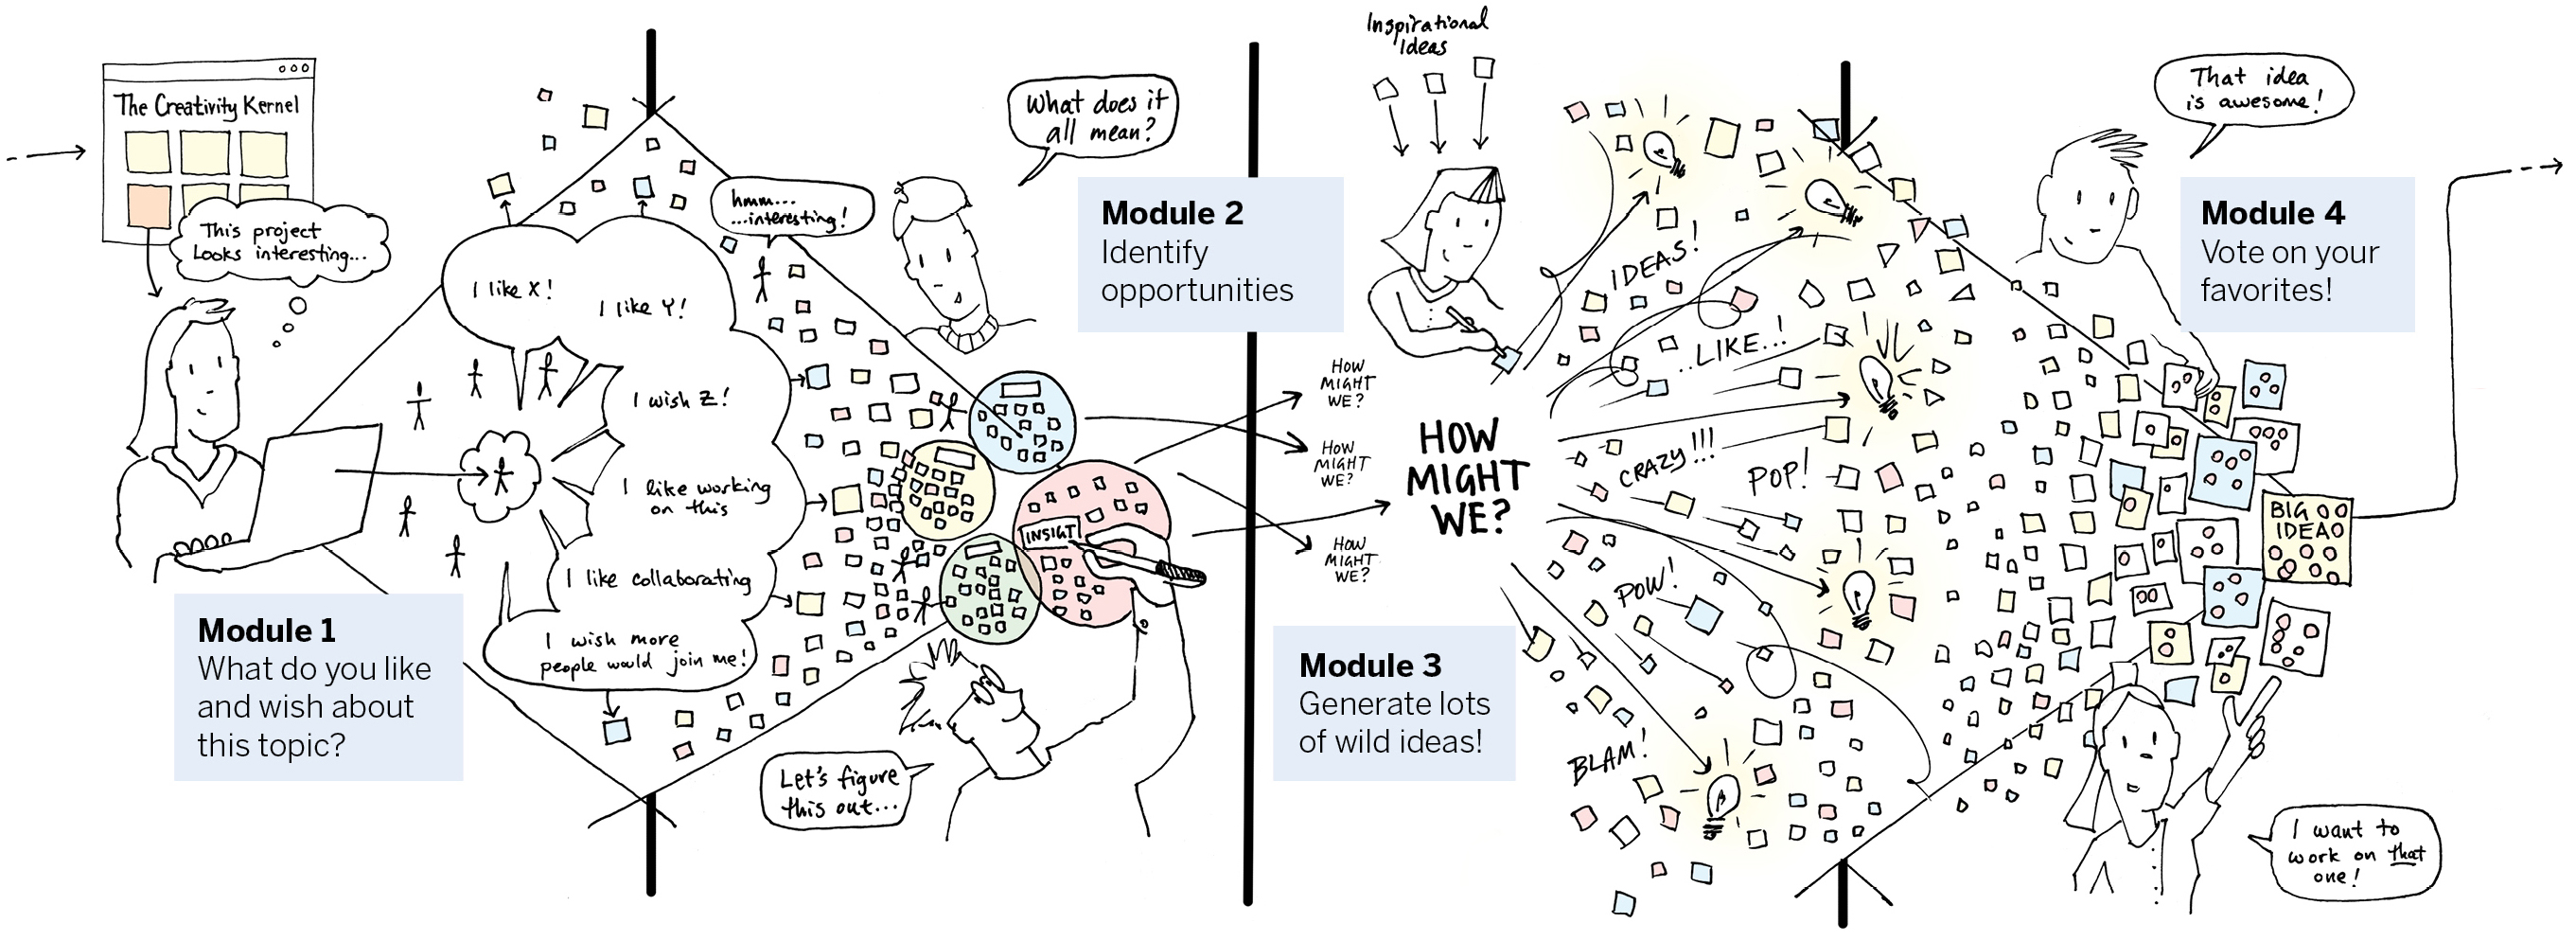 The Creativity Kernel
This project
Looks interesting...
Module 1
What do you like
and wish about
this topic?
I like X!
I like Y!
I wish Z!
I like working
on this
I like collaborating
I wish more
people would join me!
hmm...
...interesting!
What does it
all mean?
Module 2
Identify
opportunities
INSIGT
Let's figure
this out...
HOW
MIGHT
WE?
HOW
MIGHT
WE?
HOW
MIGHT
WE?
Inspirational
Ideas
HOW
MIGHT
WE?
Module 3
Generate lots
of wild ideas!
IDEAS!
..LIKE..!
CRAZY!!!
POP!
POW!
BLAM!
That idea
is awesome!
Module 4
Vote on your
favorites!
BIG
IDEA
I want to
work on that
one!